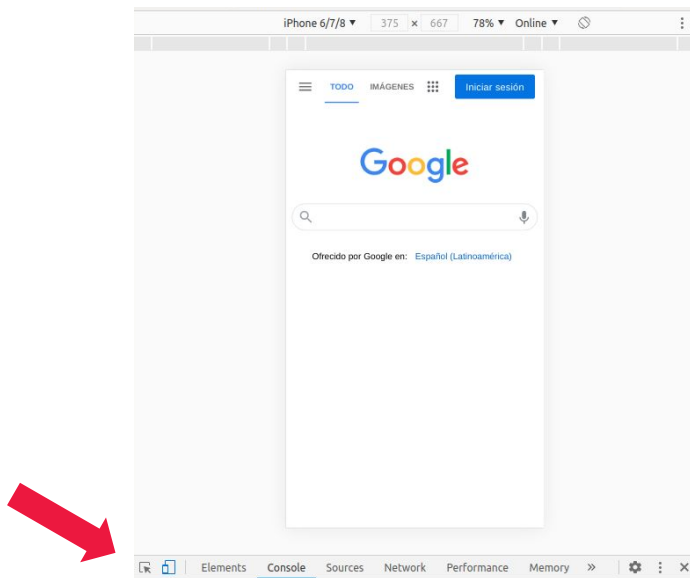 iPhone 6/7/8 ▼ 375 × 667 78% ▼ Online ▼
TODO IMÁGENES Iniciar sesión
Google
Ofrecido por Google en: Español (Latinoamérica)
Elements Console Sources Network Performance Memory »